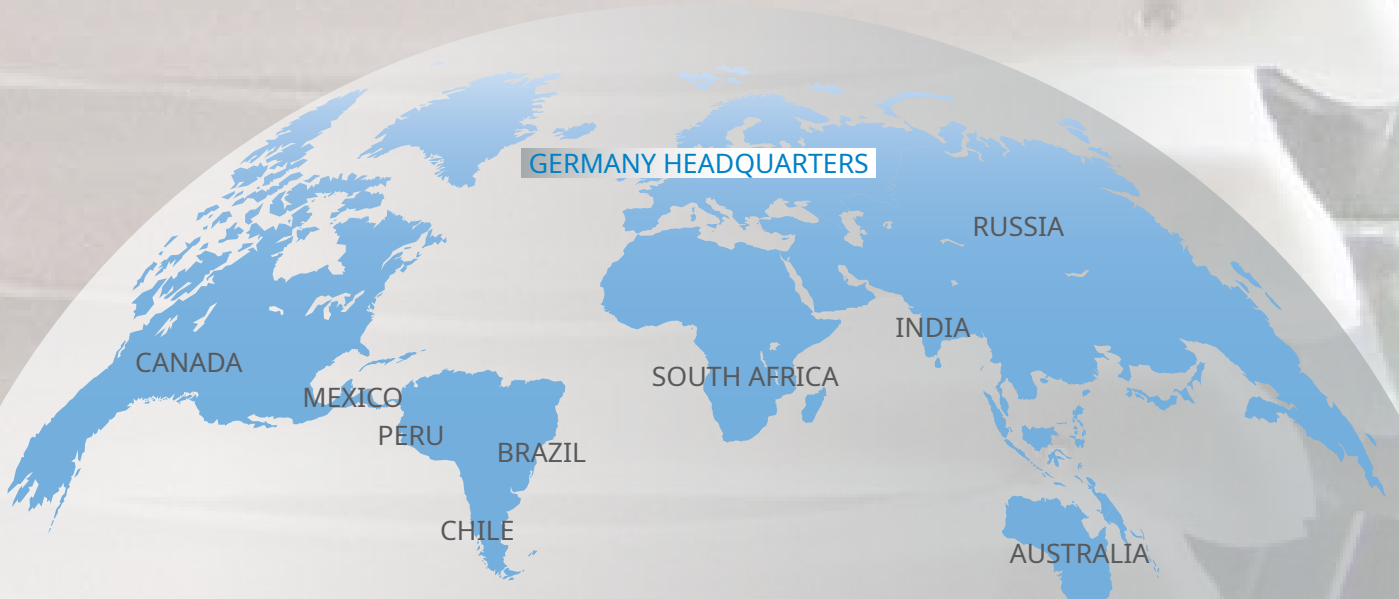 GERMANY HEADQUARTERS
RUSSIA
INDIA
CANADA
SOUTH AFRICA
MEXICO
PERU
BRAZIL
CHILE
AUSTRALIA